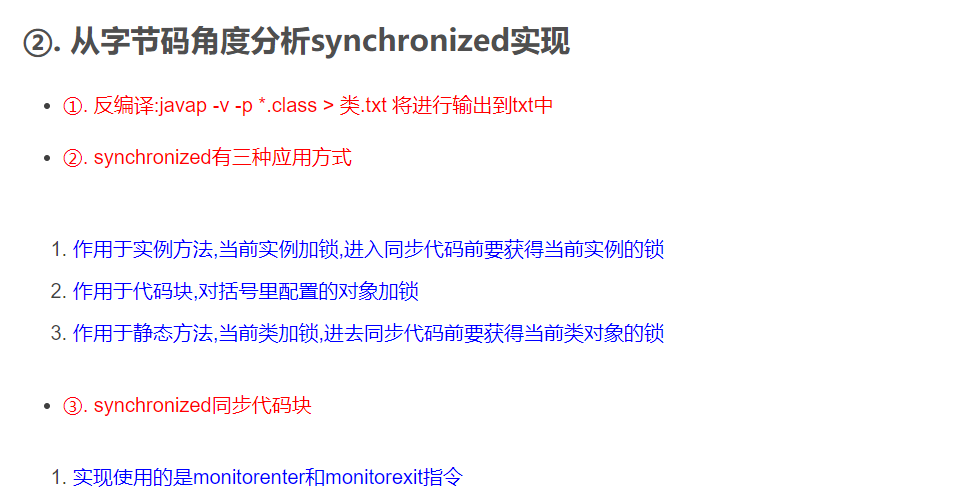 ②. 从字节码角度分析synchronized实现
①. 反编译:javap -v -p *.class > 类.txt 将进行输出到txt中
②. synchronized有三种应用方式
1. 作用于实例方法,当前实例加锁,进入同步代码前要获得当前实例的锁
2. 作用于代码块,对括号里配置的对象加锁
3. 作用于静态方法,当前类加锁,进去同步代码前要获得当前类对象的锁
③. synchronized同步代码块
1. 实现使用的是monitorenter和monitorexit指令